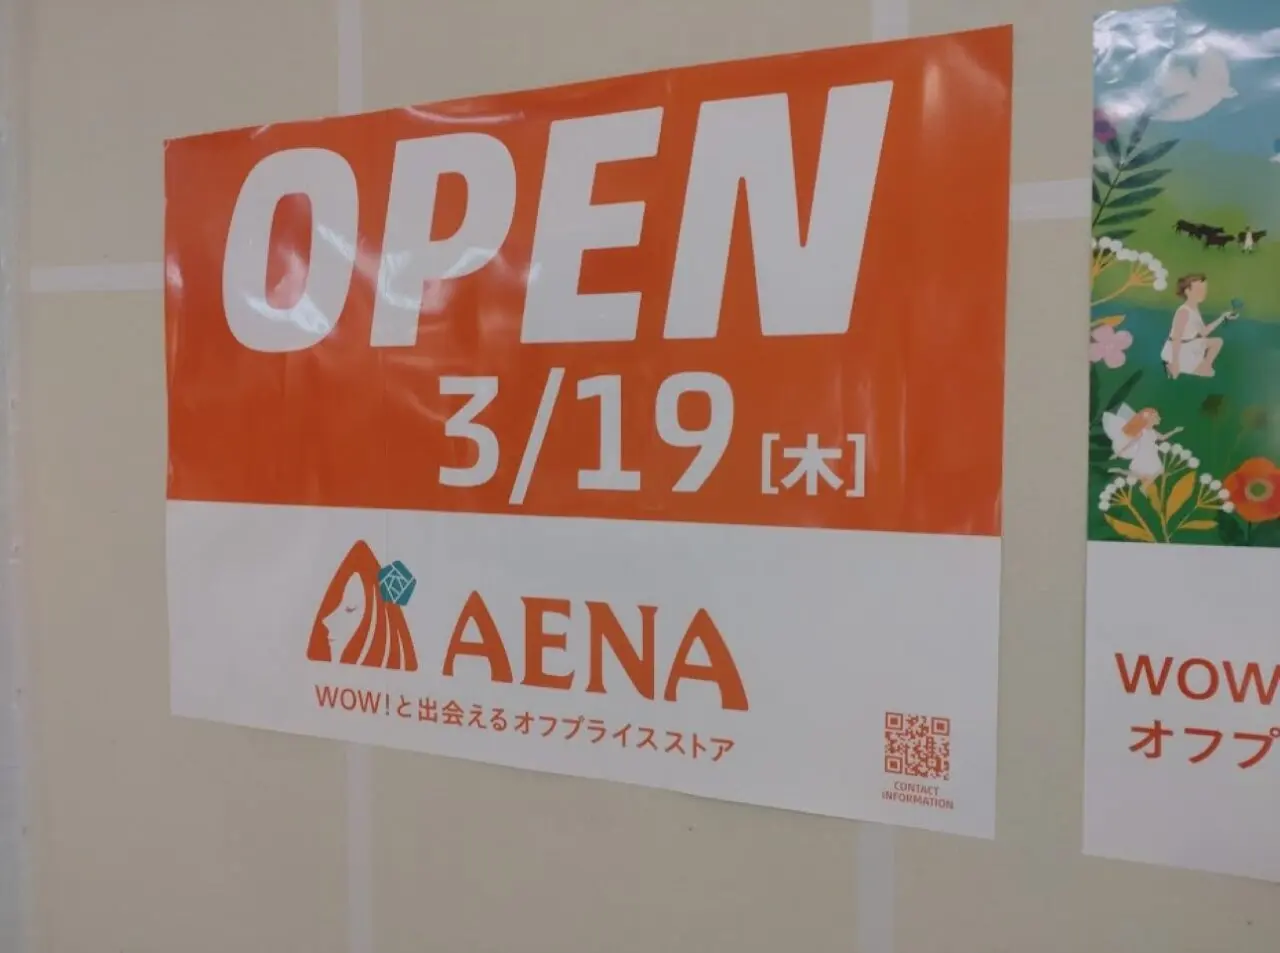 OPEN
3/19 [木]
AENA
WOW!と出会えるオフプライスストア
CONTACT
INFORMATION
WOW
オフプ